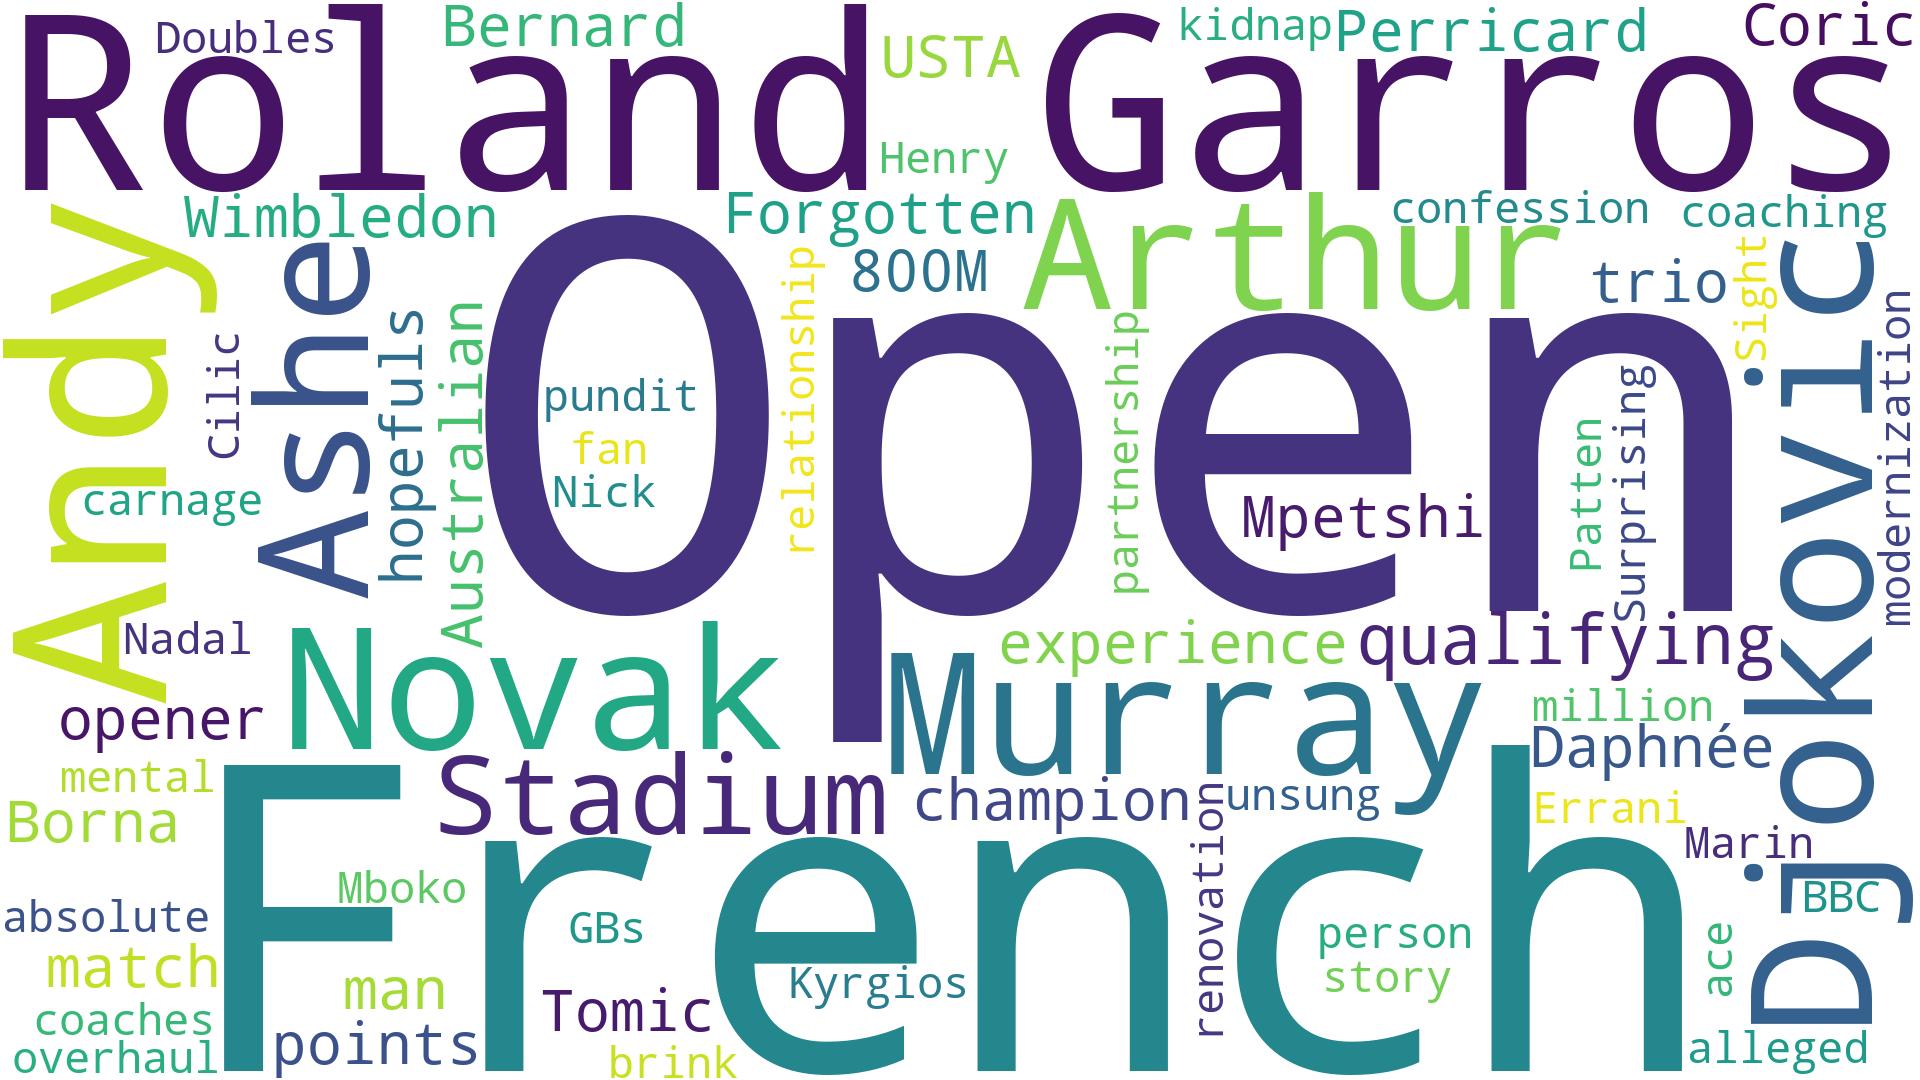 Roland Garros
Doubles
Bernard
USTA
kidnap
Perricard
Coric
Henry
Wimbledon
Forgotten
Arthur
confession
coaching
800M
trio
Sight
Andy
Ashe
Open
relationship
partnership
Djokovic
modernization
Cilic
hopefuls
Australian
pundit
fan
Nick
carnage
Mpetshi
Patten
Surprising
Nadal
Novak
experience
qualifying
opener
Murray
million
Daphnée
mental
Stadium
champion
unsung
Errani
Borna
Marin
French
Mboko
renovation
BBC
absolute
GBs
person
story
ace
match
man
Kyrgios
Tomic
coaches
points
overhaul
brink
alleged